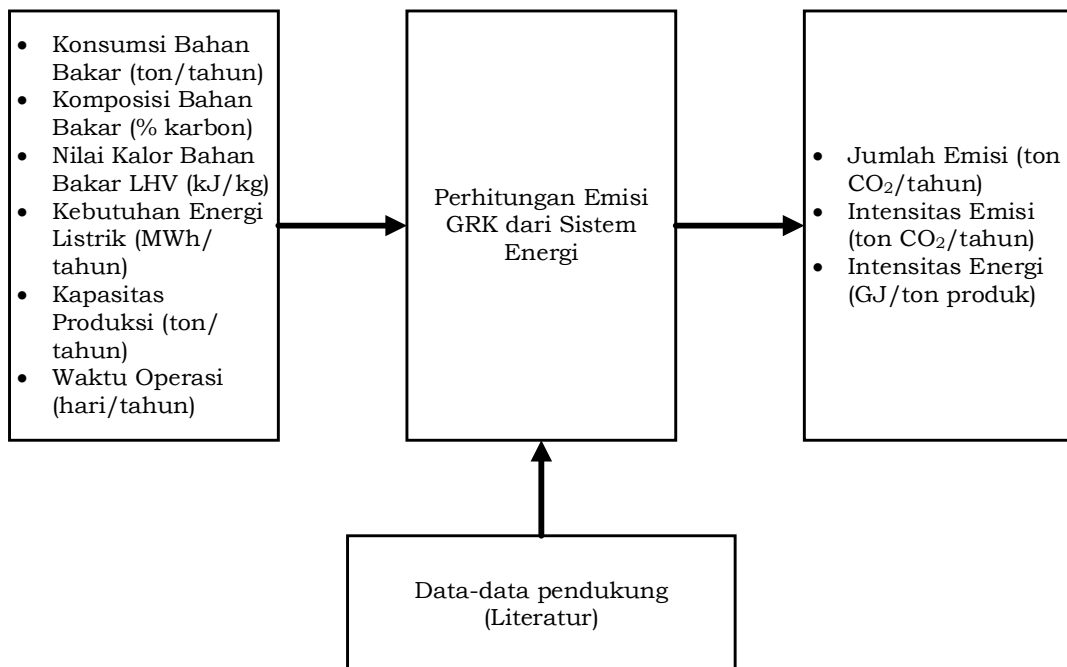 • Konsumsi Bahan
Bakar (ton/tahun)
• Komposisi Bahan
Bakar (% karbon)
• Nilai Kalor Bahan
Bakar LHV (kJ/kg)
• Kebutuhan Energi
Listrik (MWh/
tahun)
• Kapasitas
Produksi (ton/
tahun)
• Waktu Operasi
(hari/tahun)
Perhitungan Emisi
GRK dari Sistem
Energi
• Jumlah Emisi (ton
CO₂/tahun)
• Intensitas Emisi
(ton CO₂/tahun)
• Intensitas Energi
(GJ/ton produk)
Data-data pendukung
(Literatur)